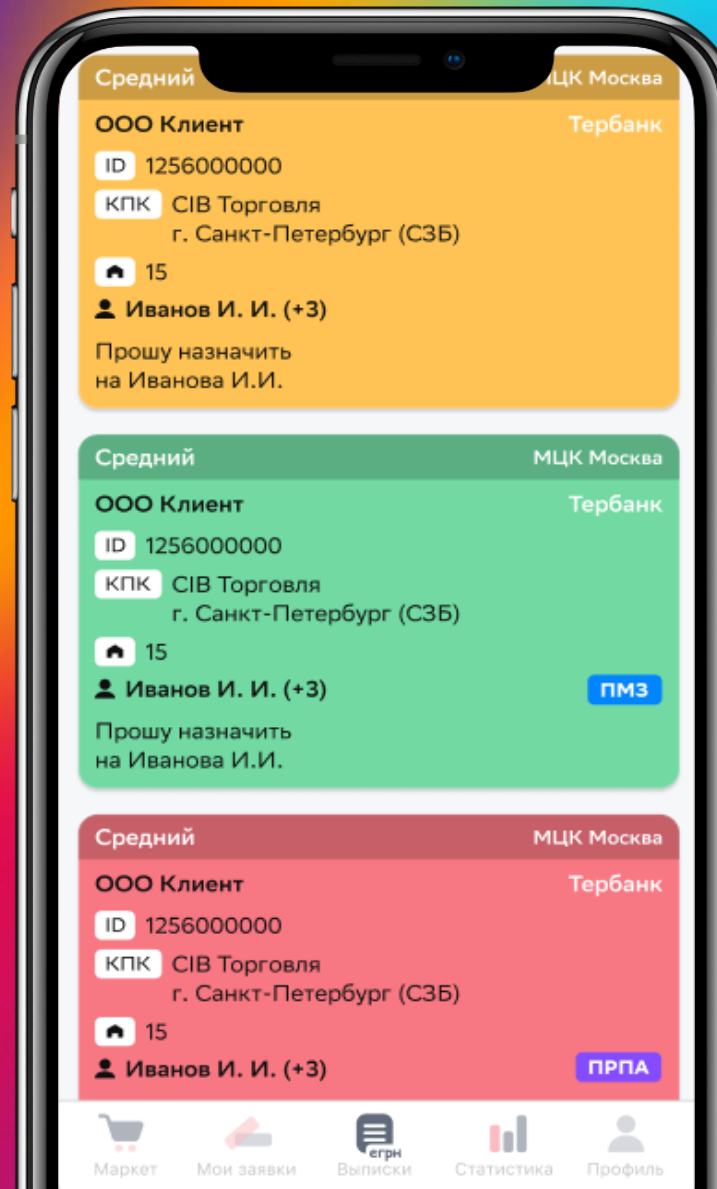 Средний МЦК Москва
ООО Клиент Тербанк
ID 1256000000
КПК CIB Торговля
г. Санкт-Петербург (СЗБ)
15
Иванов И. И. (+3)
Прошу назначить
на Иванова И.И.
Средний МЦК Москва
ООО Клиент Тербанк
ID 1256000000
КПК CIB Торговля
г. Санкт-Петербург (СЗБ)
15
Иванов И. И. (+3) ПМЗ
Прошу назначить
на Иванова И.И.
Средний МЦК Москва
ООО Клиент Тербанк
ID 1256000000
КПК CIB Торговля
г. Санкт-Петербург (СЗБ)
15
Иванов И. И. (+3) ПРПА
егрн
Маркет Мои заявки Выписки Статистика Профиль